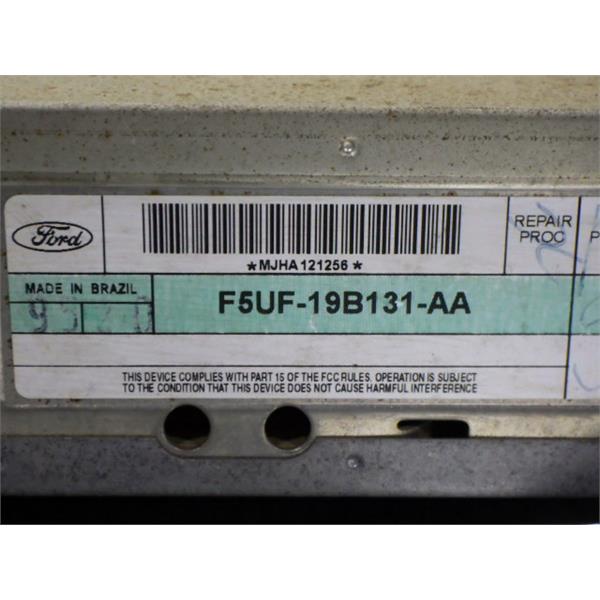 Ford
*MJHA121256*
REPAIR
PROC
P
MADE IN BRAZIL
F5UF-19B131-AA
THIS DEVICE COMPLIES WITH PART 15 OF THE FCC RULES. OPERATION IS SUBJECT
TO THE CONDITION THAT THIS DEVICE DOES NOT CAUSE HARMFUL INTERFERENCE